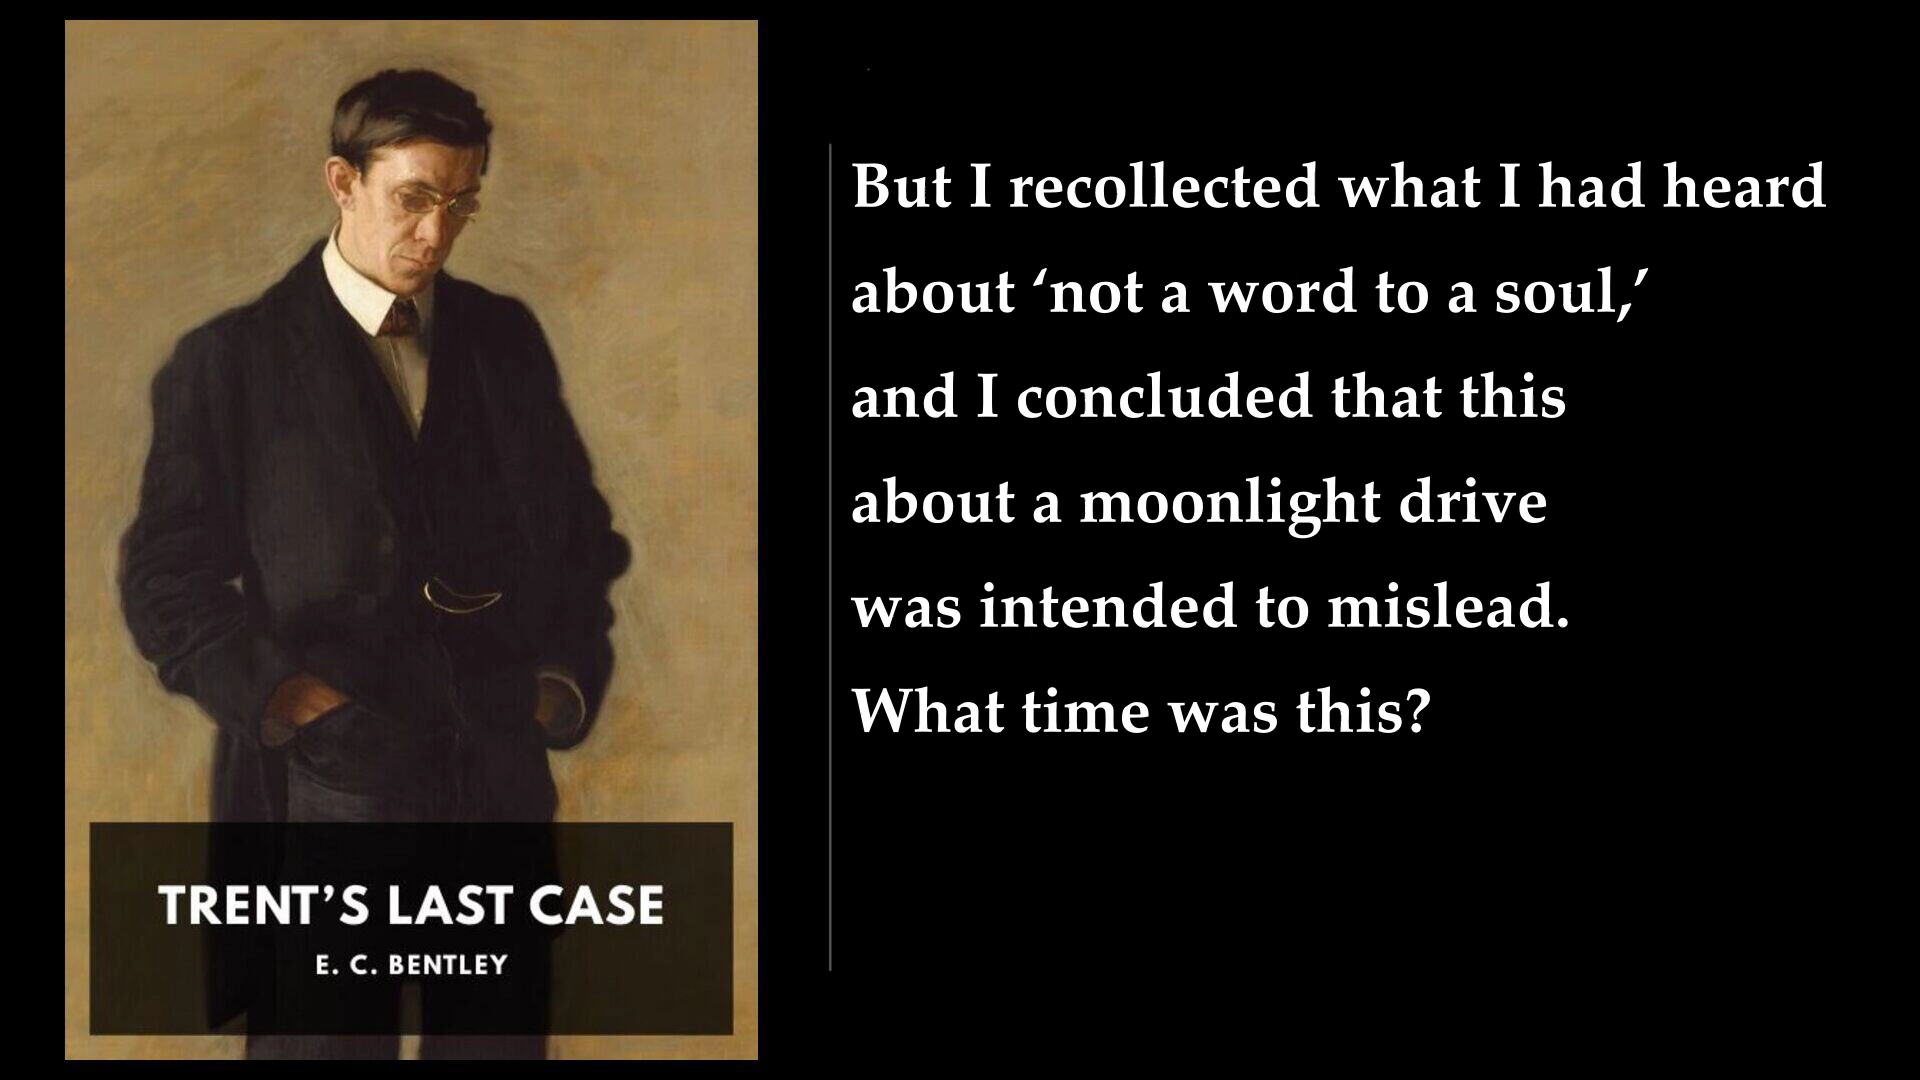 TRENT’S LAST CASE
E. C. BENTLEY
But I recollected what I had heard
about ‘not a word to a soul,’
and I concluded that this
about a moonlight drive
was intended to mislead.
What time was this?